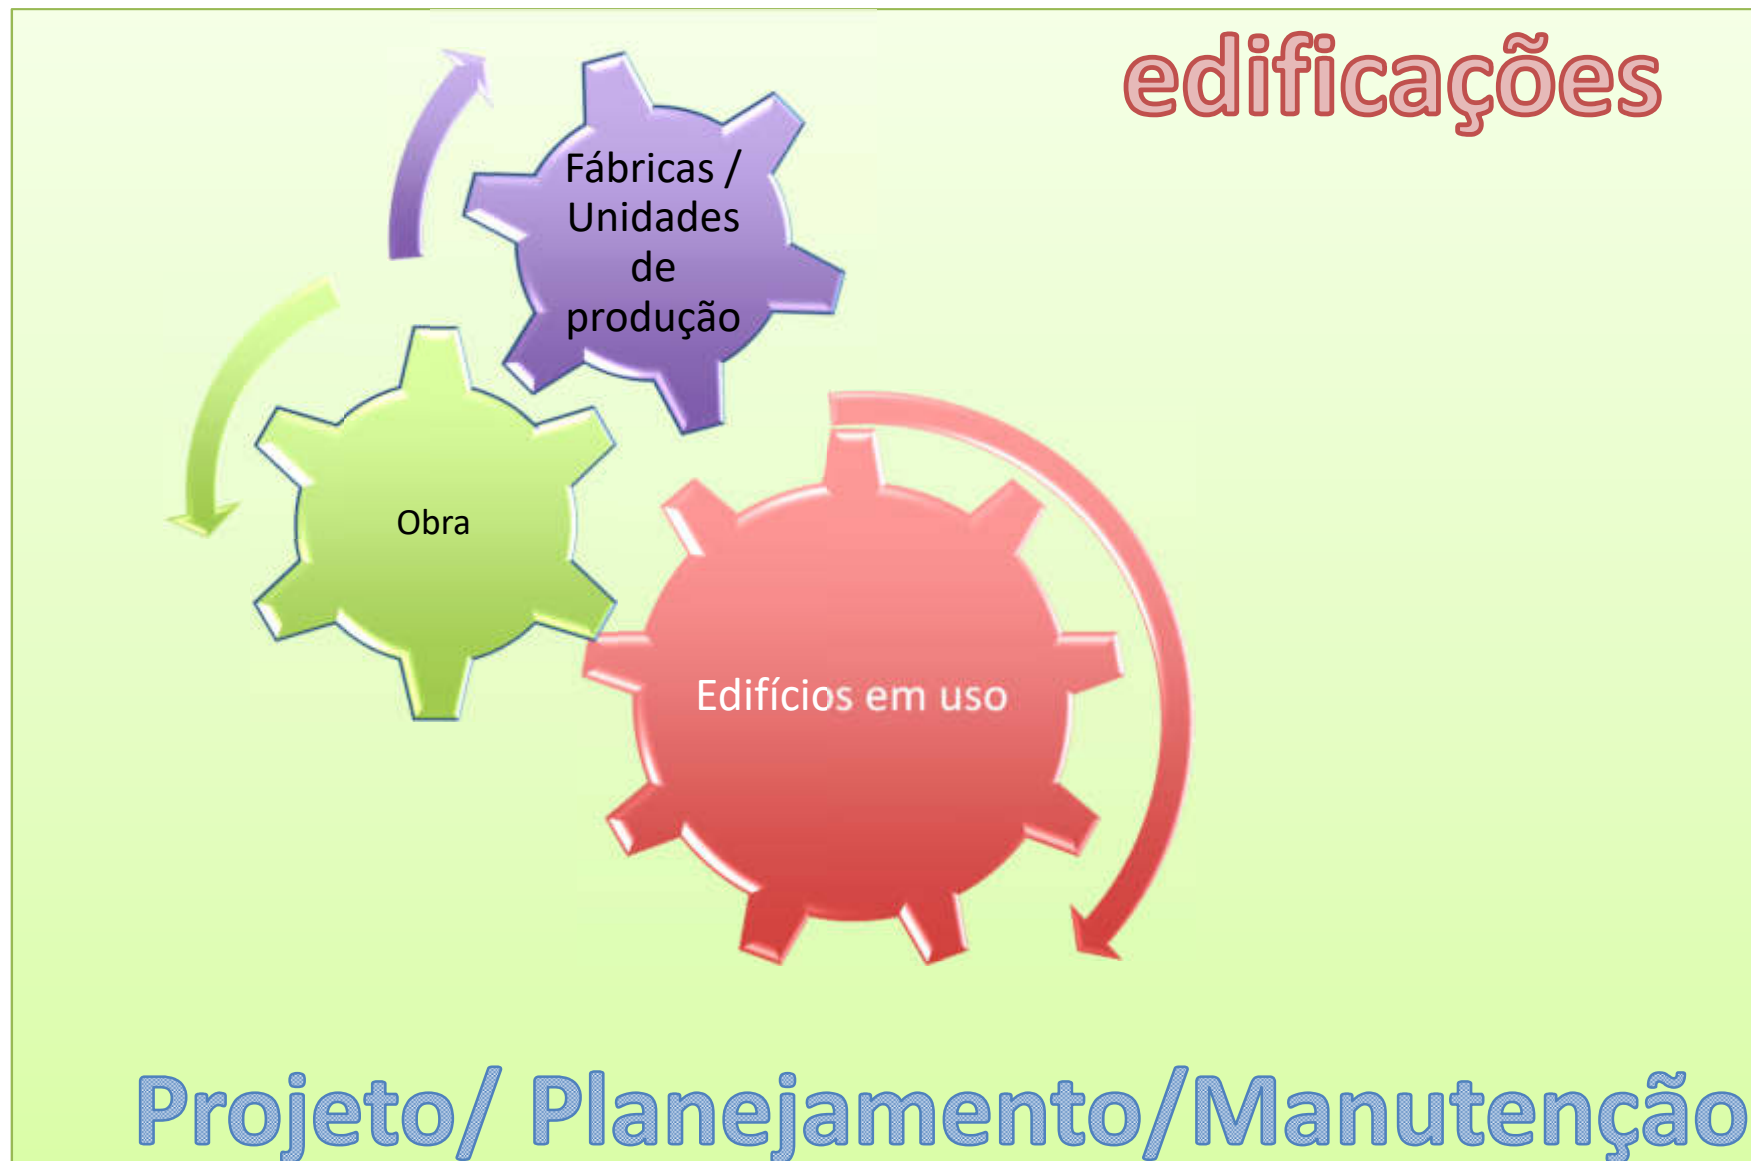 edificações
Fábricas /
Unidades
de
produção
Obra
Edifícios em uso
Projeto/ Planejamento/Manutenção